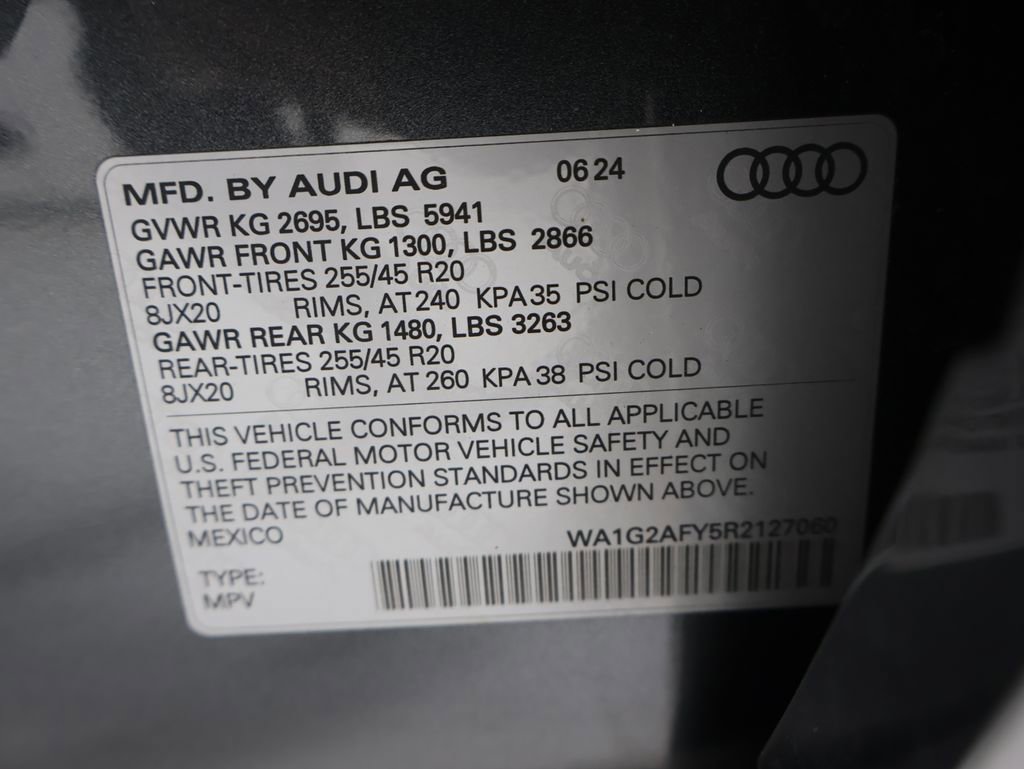 MFD. BY AUDI AG 06 24
GVWR KG 2695, LBS 5941
GAWR FRONT KG 1300, LBS 2866
FRONT-TIRES 255/45 R20
8JX20 RIMS, AT 240 KPA 35 PSI COLD
GAWR REAR KG 1480, LBS 3263
REAR-TIRES 255/45 R20
8JX20 RIMS, AT 260 KPA 38 PSI COLD
THIS VEHICLE CONFORMS TO ALL APPLICABLE
U.S. FEDERAL MOTOR VEHICLE SAFETY AND
THEFT PREVENTION STANDARDS IN EFFECT ON
THE DATE OF MANUFACTURE SHOWN ABOVE.
MEXICO WA1G2AFY5R2127060
TYPE:
MPV